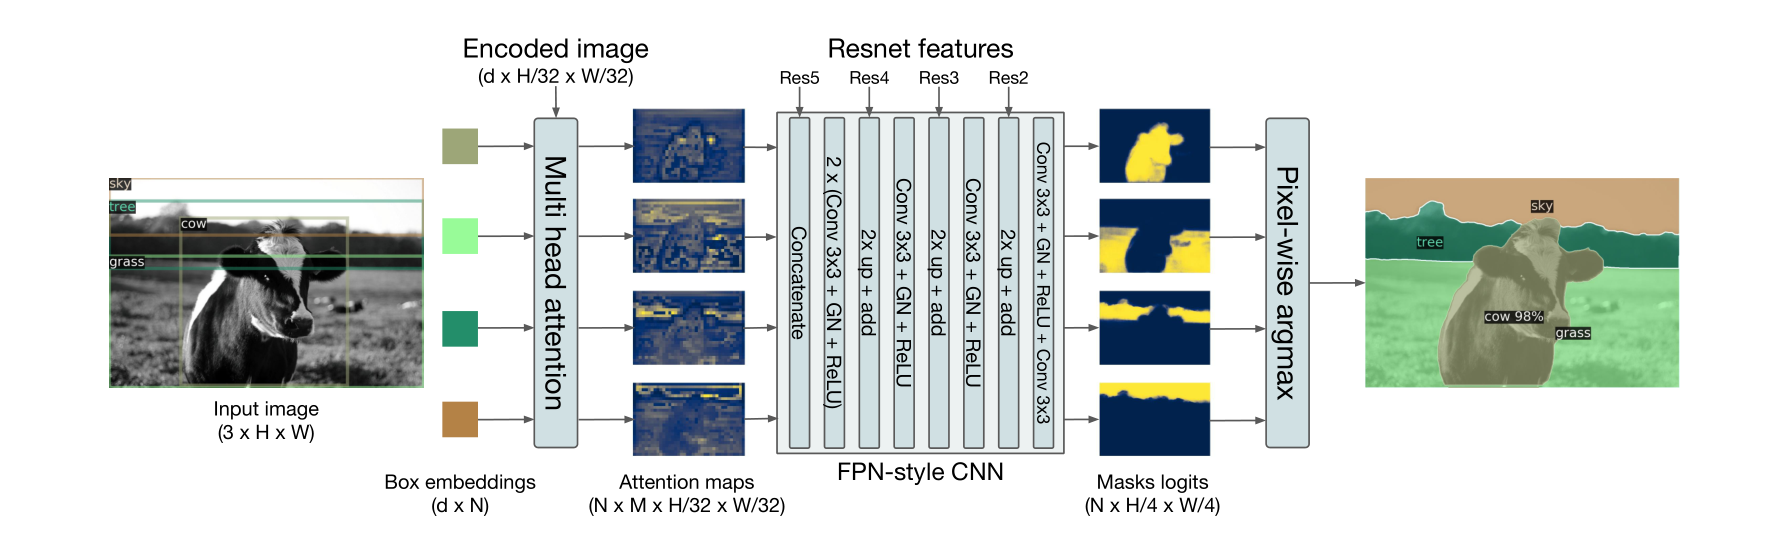 Encoded image
(d x H/32 x W/32)
Resnet features
Res5
Res4
Res3
Res2
sky
tree
cow
grass
Input image
(3 x H x W)
Box embeddings
(d x N)
Multi head attention
Attention maps
(N x M x H/32 x W/32)
Concatenate
2 x (Conv 3x3 + GN + ReLU)
2x up + add
Conv 3x3 + GN + ReLU
2x up + add
Conv 3x3 + GN + ReLU
2x up + add
Conv 3x3 + GN + ReLU + Conv 3x3
FPN-style CNN
Masks logits
(N x H/4 x W/4)
Pixel-wise argmax
sky
tree
cow 98%
grass